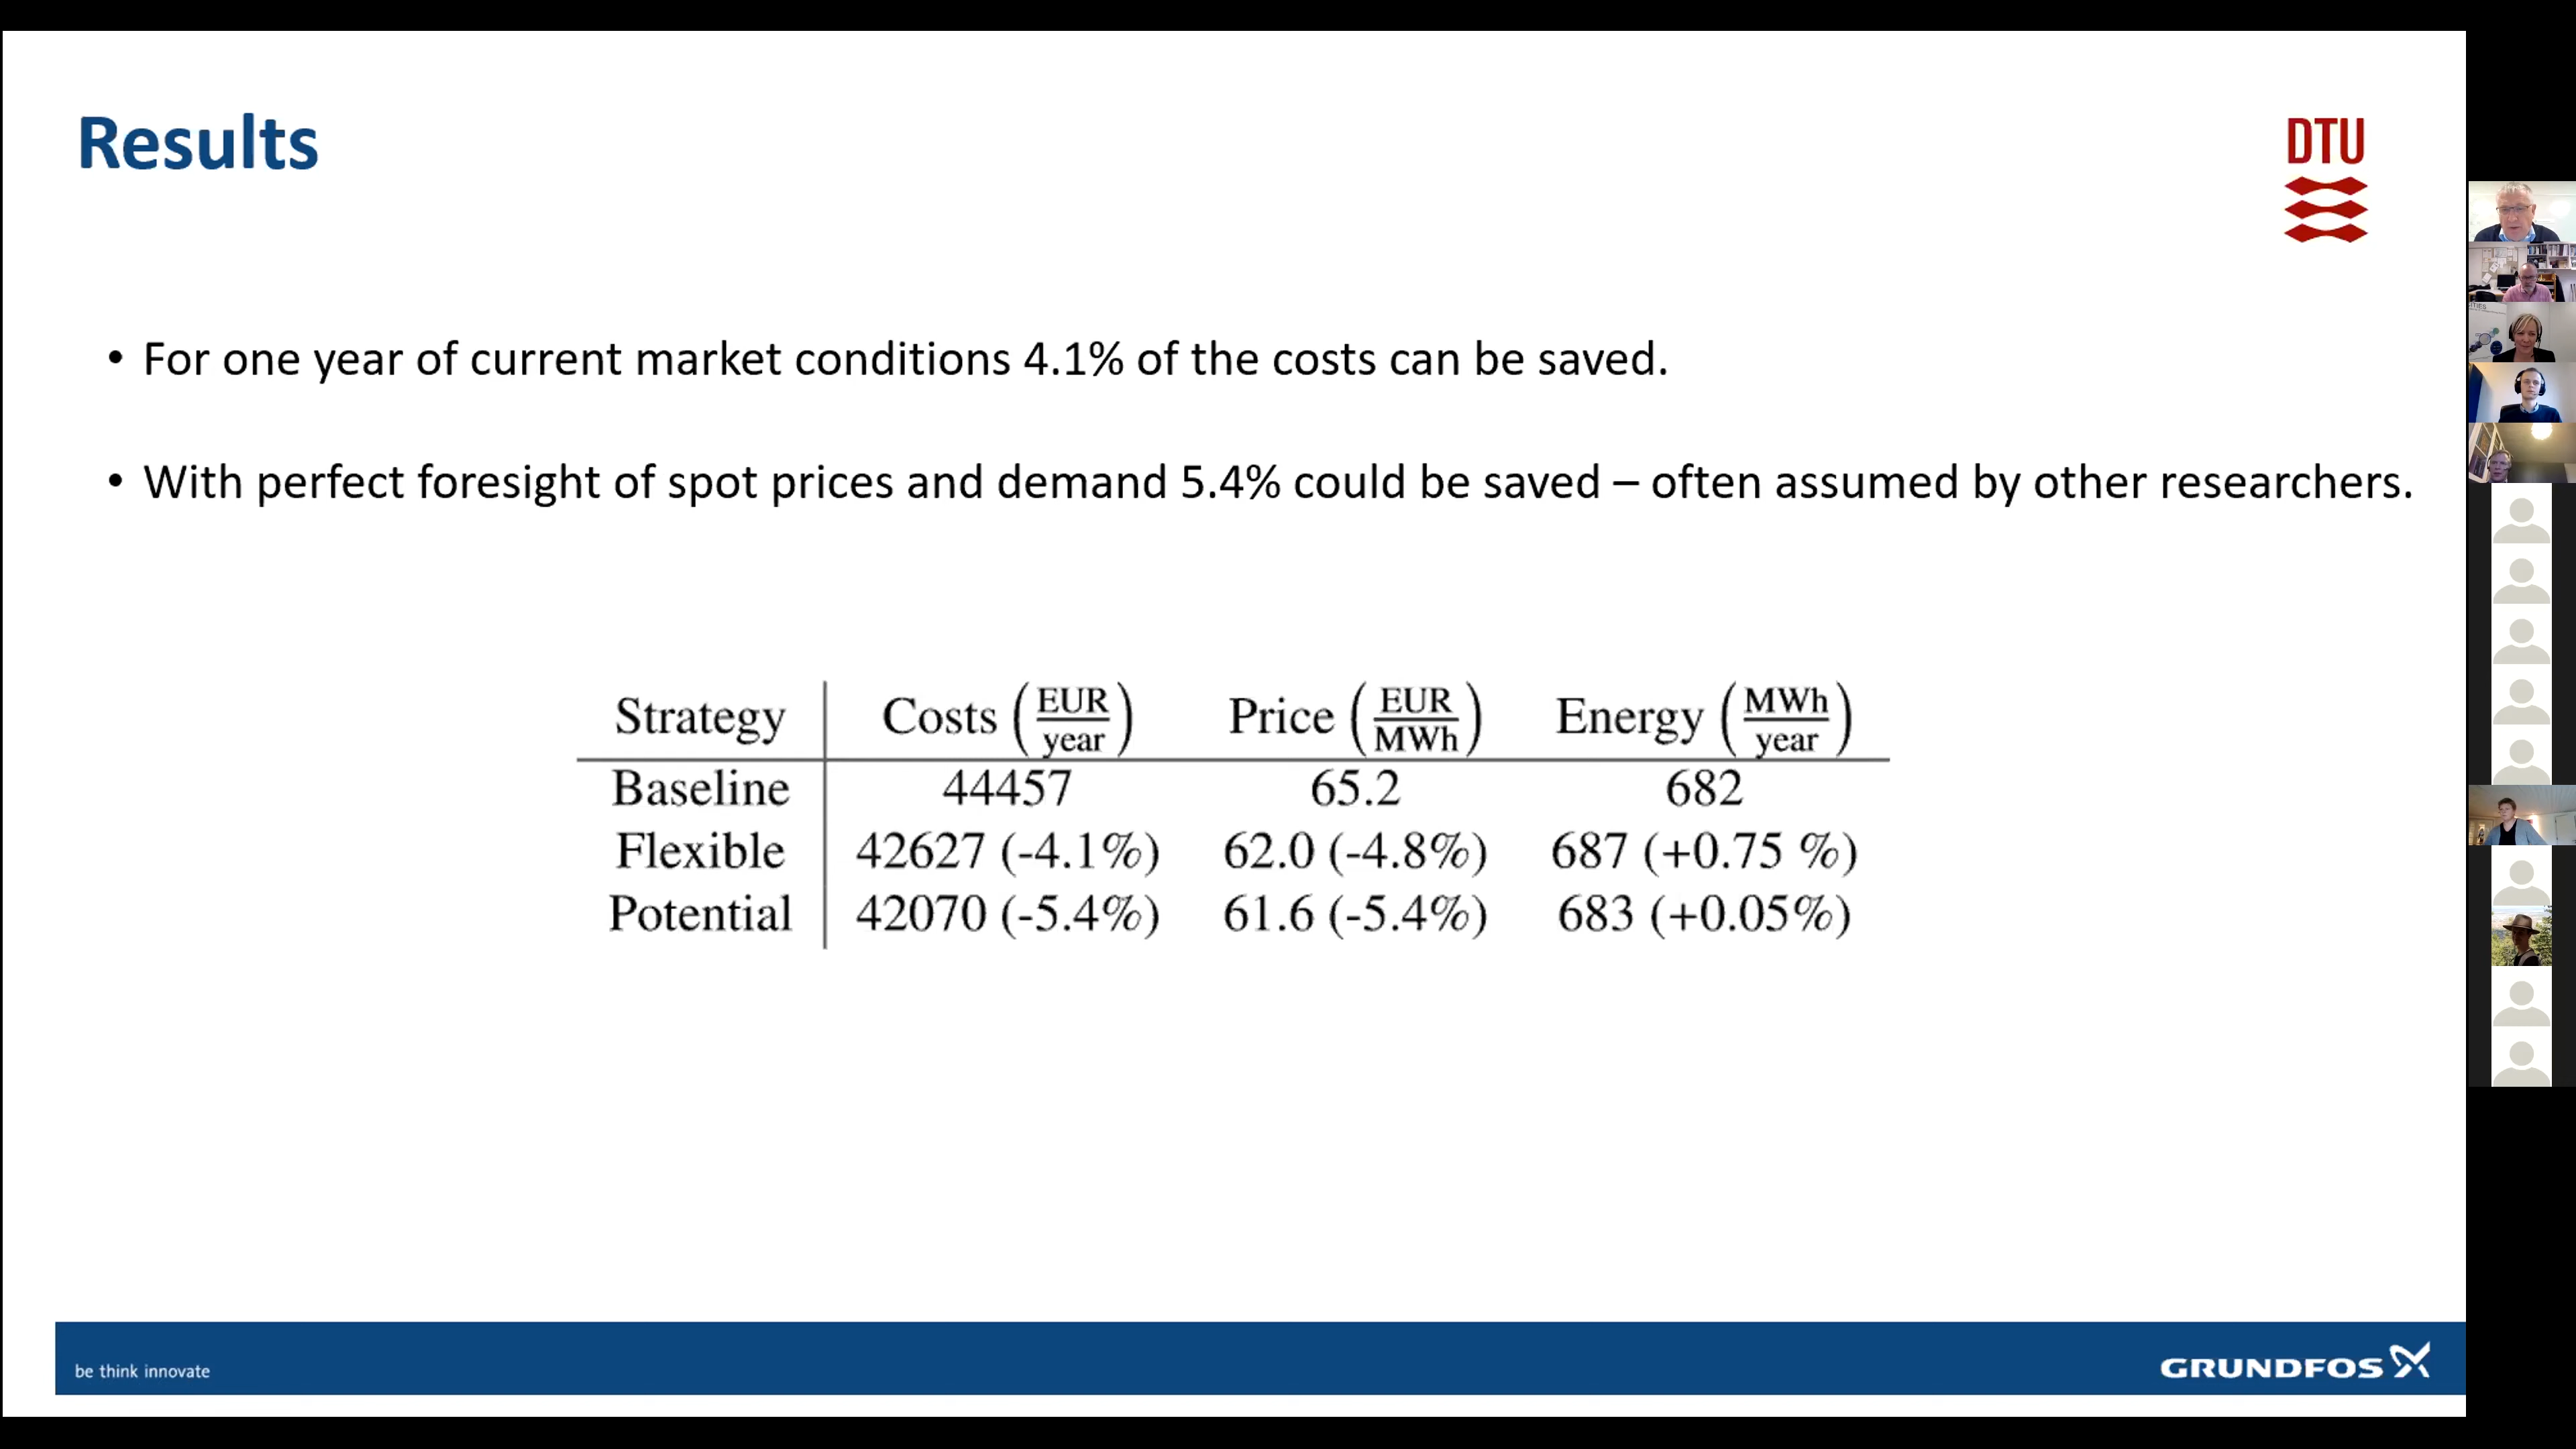 Results
DTU
• For one year of current market conditions 4.1% of the costs can be saved.
• With perfect foresight of spot prices and demand 5.4% could be saved – often assumed by other researchers.
Strategy Costs (EUR/year) Price (EUR/MWh) Energy (MWh/year)
Baseline 44457 65.2 682
Flexible 42627 (-4.1%) 62.0 (-4.8%) 687 (+0.75 %)
Potential 42070 (-5.4%) 61.6 (-5.4%) 683 (+0.05%)
be think innovate
GRUNDFOS